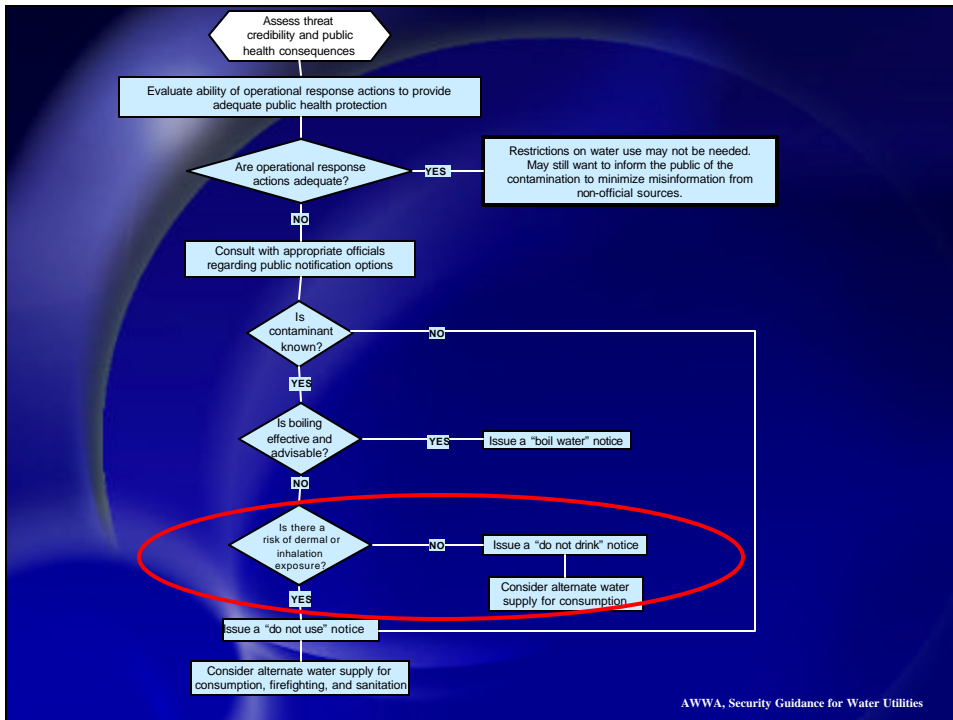 Assess threat
credibility and public
health consequences
Evaluate ability of operational response actions to provide
adequate public health protection
Are operational response
actions adequate?
YES
Restrictions on water use may not be needed.
May still want to inform the public of the
contamination to minimize misinformation from
non-official sources.
NO
Consult with appropriate officials
regarding public notification options
Is
contaminant
known?
NO
YES
Is boiling
effective and
advisable?
YES
Issue a “boil water” notice
NO
Is there a
risk of dermal or
inhalation
exposure?
NO
Issue a “do not drink” notice
Consider alternate water
supply for consumption
YES
Issue a “do not use” notice
Consider alternate water supply for
consumption, firefighting, and sanitation
AWWA, Security Guidance for Water Utilities